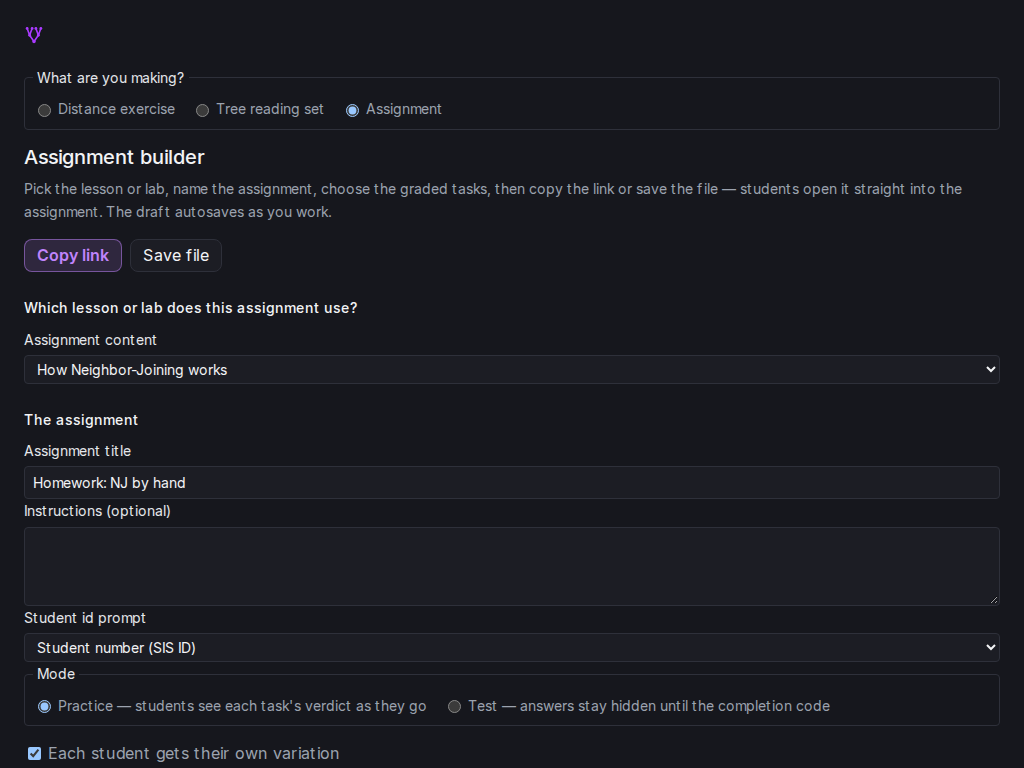 What are you making?
Distance exercise
Tree reading set
Assignment
Assignment builder
Pick the lesson or lab, name the assignment, choose the graded tasks, then copy the link or save the file — students open it straight into the
assignment. The draft autosaves as you work.
Copy link
Save file
Which lesson or lab does this assignment use?
Assignment content
How Neighbor-Joining works
The assignment
Assignment title
Homework: NJ by hand
Instructions (optional)
Student id prompt
Student number (SIS ID)
Mode
Practice — students see each task's verdict as they go
Test — answers stay hidden until the completion code
Each student gets their own variation